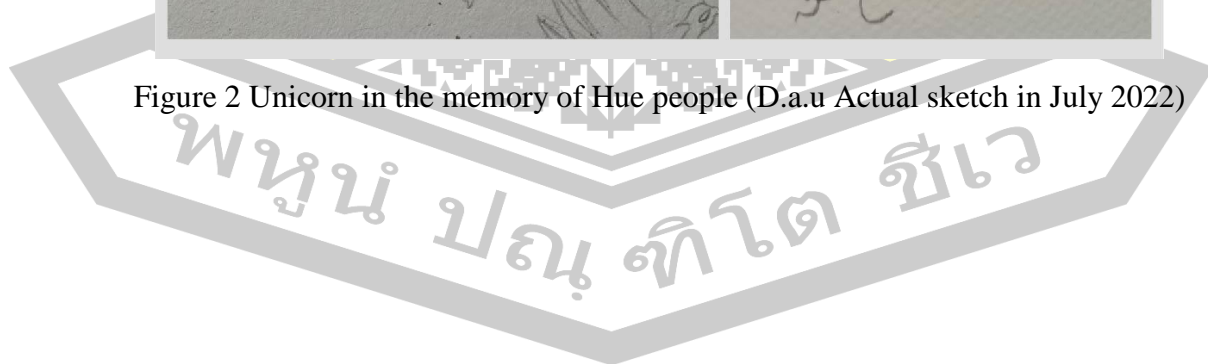 Figure 2 Unicorn in the memory of Hue people (D.a.u Actual sketch in July 2022)
พหูนํ ปณฺฑิโต ชีเว